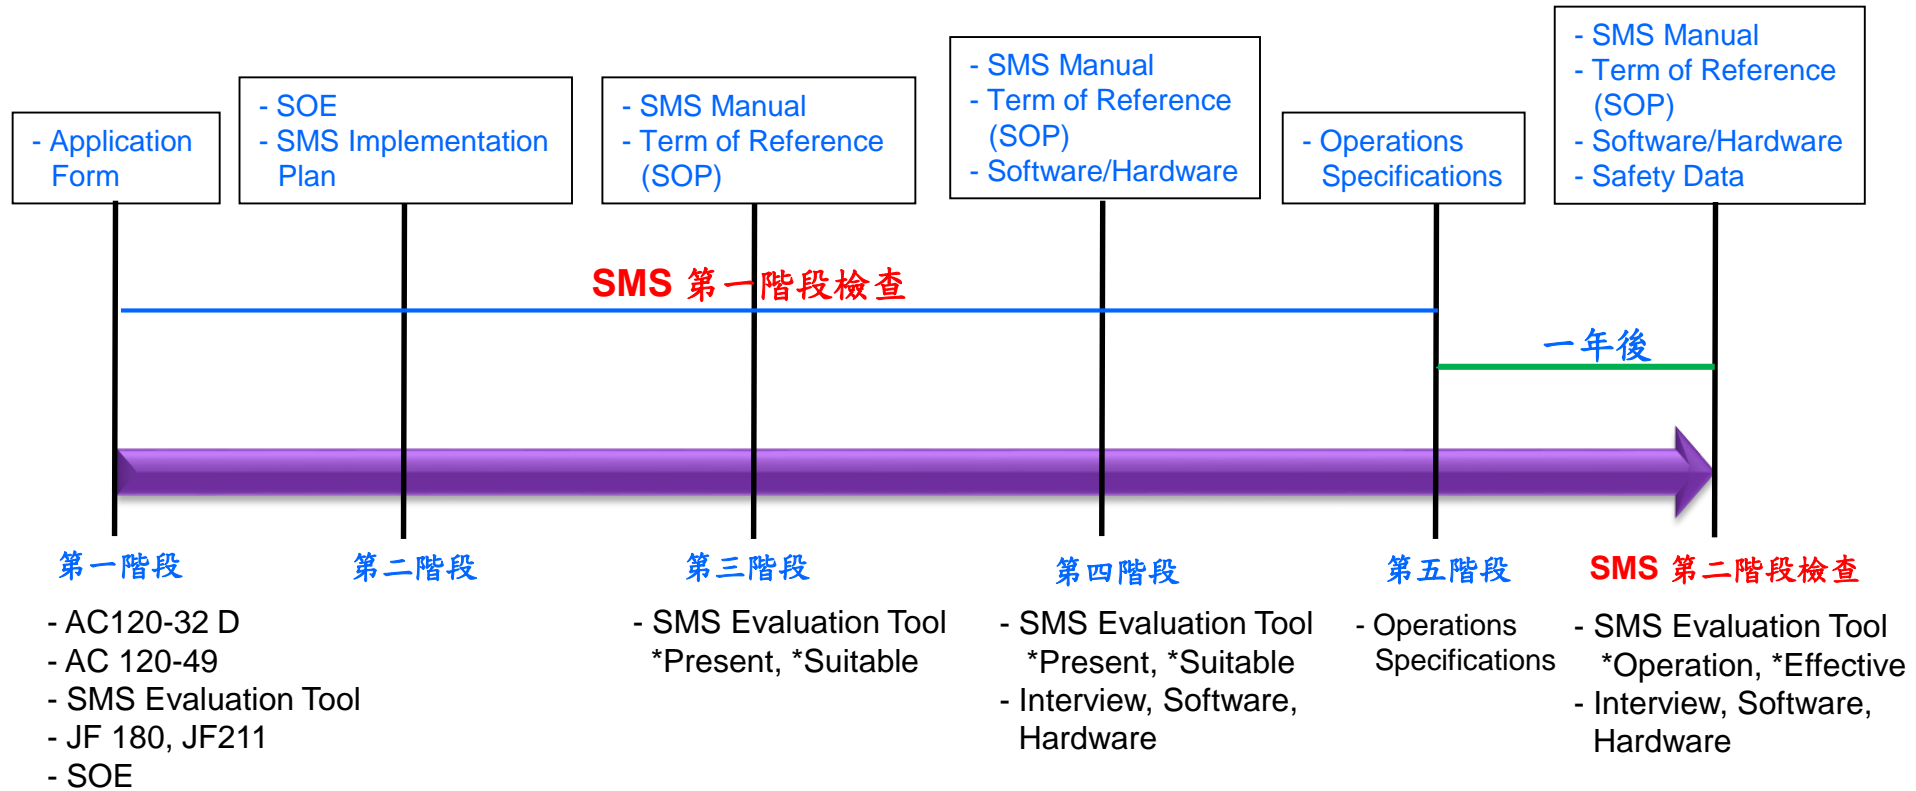 - Application
Form
- SOE
- SMS Implementation
Plan
- SMS Manual
- Term of Reference
(SOP)
- SMS Manual
- Term of Reference
(SOP)
- Software/Hardware
- Operations
Specifications
- SMS Manual
- Term of Reference
(SOP)
- Software/Hardware
- Safety Data
SMS 第一階段檢查
一年後
第一階段
第二階段
第三階段
第四階段
第五階段
SMS 第二階段檢查
- AC120-32 D
- AC 120-49
- SMS Evaluation Tool
- JF 180, JF211
- SOE
- SMS Evaluation Tool
*Present, *Suitable
- SMS Evaluation Tool
*Present, *Suitable
- Interview, Software,
Hardware
- Operations
Specifications
- SMS Evaluation Tool
*Operation, *Effective
- Interview, Software,
Hardware